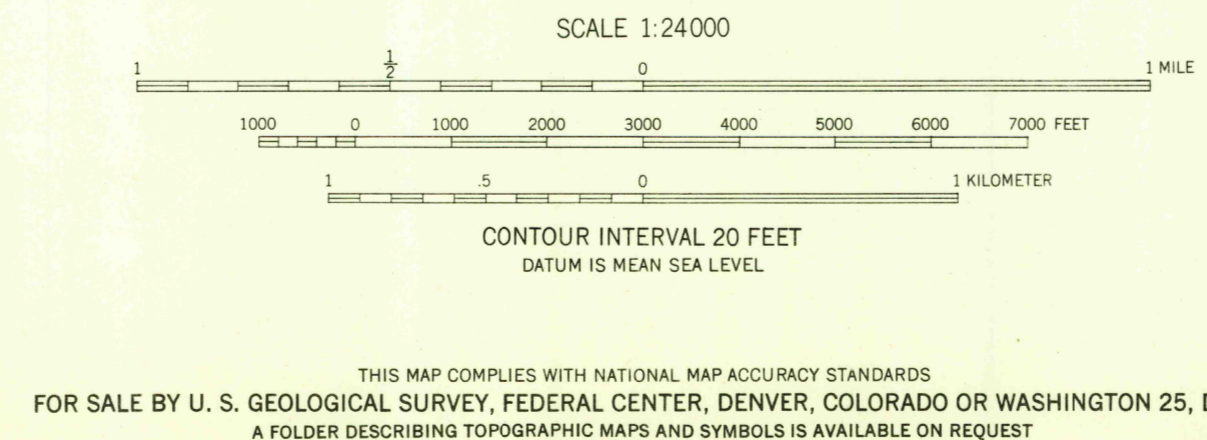 SCALE 1:24000
1 1/2 0 1 MILE
1000 0 1000 2000 3000 4000 5000 6000 7000 FEET
1 .5 0 1 KILOMETER
CONTOUR INTERVAL 20 FEET
DATUM IS MEAN SEA LEVEL
THIS MAP COMPLIES WITH NATIONAL MAP ACCURACY STANDARDS
FOR SALE BY U. S. GEOLOGICAL SURVEY, FEDERAL CENTER, DENVER, COLORADO OR WASHINGTON 25,
A FOLDER DESCRIBING TOPOGRAPHIC MAPS AND SYMBOLS IS AVAILABLE ON REQUEST